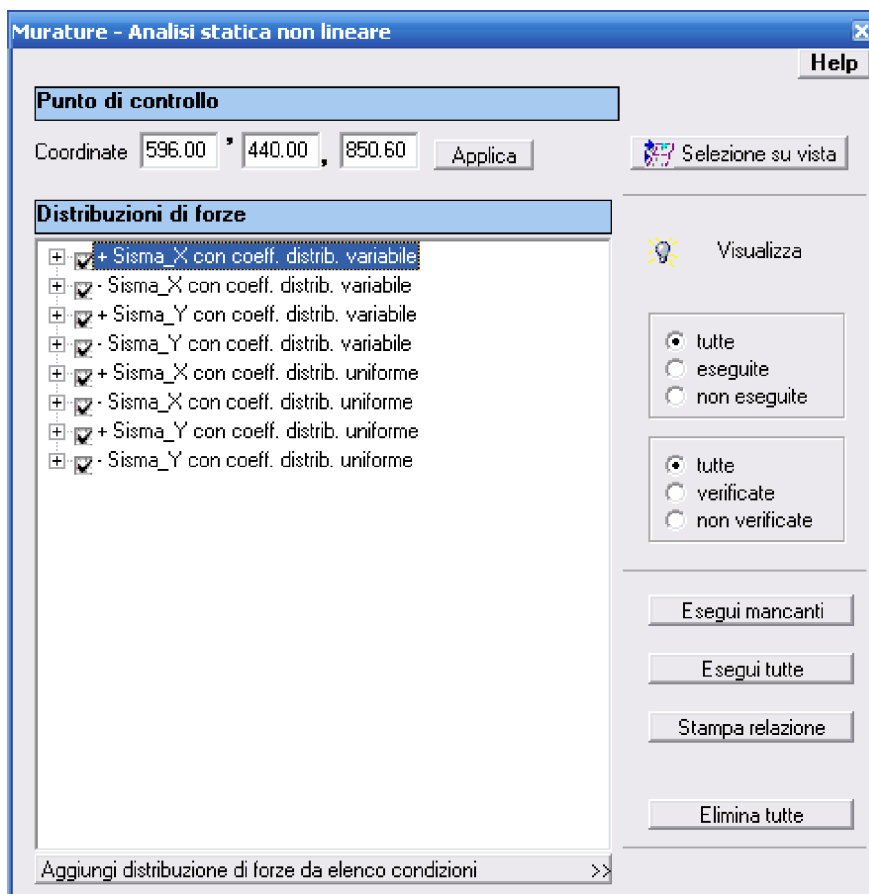 Murature - Analisi statica non lineare
Help
Punto di controllo
Coordinate 596.00 , 440.00 , 850.60 Applica
Selezione su vista
Distribuzioni di forze
+ Sisma_X con coeff. distrib. variabile
- Sisma_X con coeff. distrib. variabile
+ Sisma_Y con coeff. distrib. variabile
- Sisma_Y con coeff. distrib. variabile
+ Sisma_X con coeff. distrib. uniforme
- Sisma_X con coeff. distrib. uniforme
+ Sisma_Y con coeff. distrib. uniforme
- Sisma_Y con coeff. distrib. uniforme
Aggiungi distribuzione di forze da elenco condizioni >>
Visualizza
tutte
eseguite
non eseguite
tutte
verificate
non verificate
Esegui mancanti
Esegui tutte
Stampa relazione
Elimina tutte